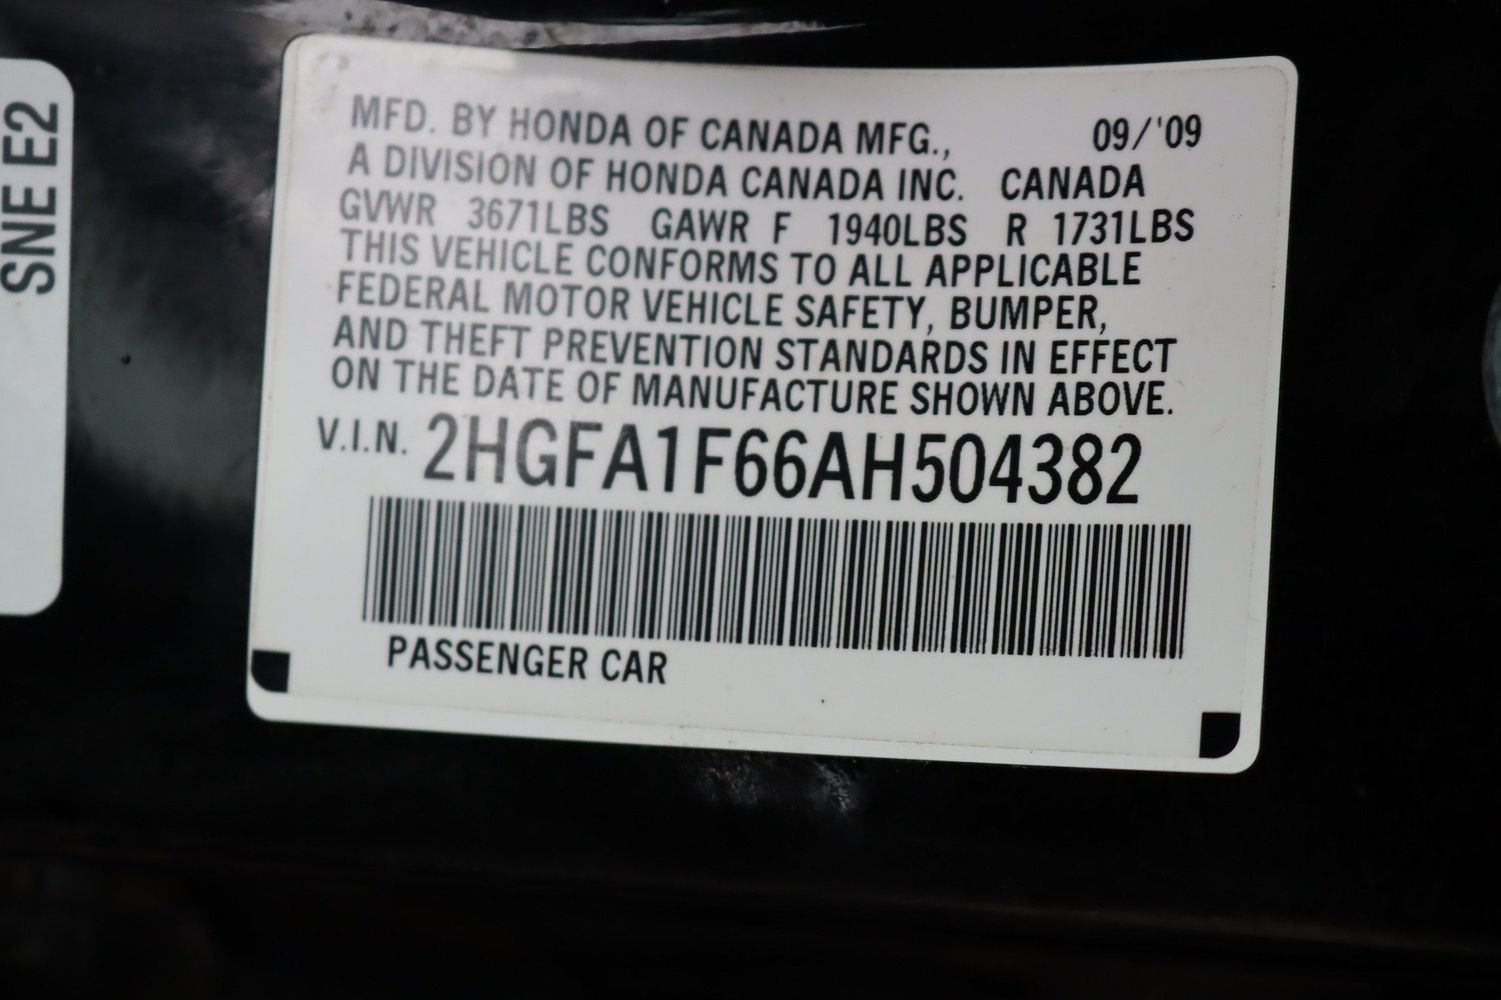 SNE E2
MFD. BY HONDA OF CANADA MFG., 09/'09
A DIVISION OF HONDA CANADA INC. CANADA
GVWR 3671LBS GAWR F 1940LBS R 1731LBS
THIS VEHICLE CONFORMS TO ALL APPLICABLE
FEDERAL MOTOR VEHICLE SAFETY, BUMPER,
AND THEFT PREVENTION STANDARDS IN EFFECT
ON THE DATE OF MANUFACTURE SHOWN ABOVE.
V.I.N. 2HGFA1F66AH504382
PASSENGER CAR